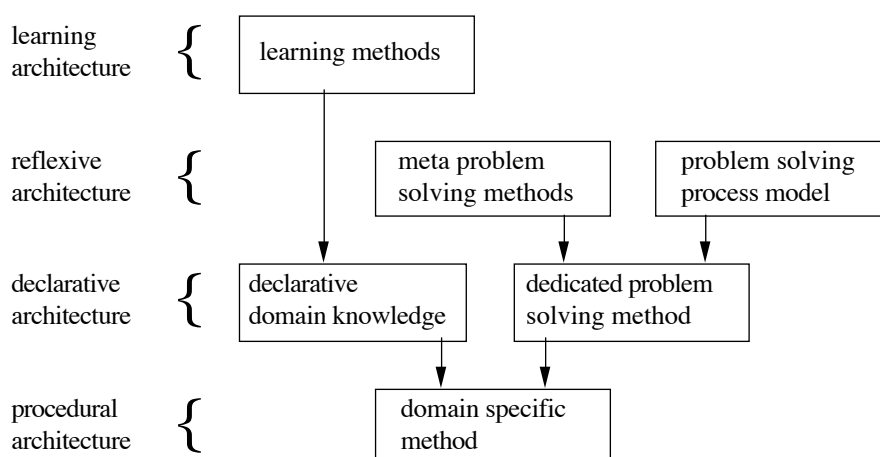 learning
architecture
{
learning methods
reflexive
architecture
{
meta problem
solving methods
problem solving
process model
declarative
architecture
{
declarative
domain knowledge
dedicated problem
solving method
procedural
architecture
{
domain specific
method